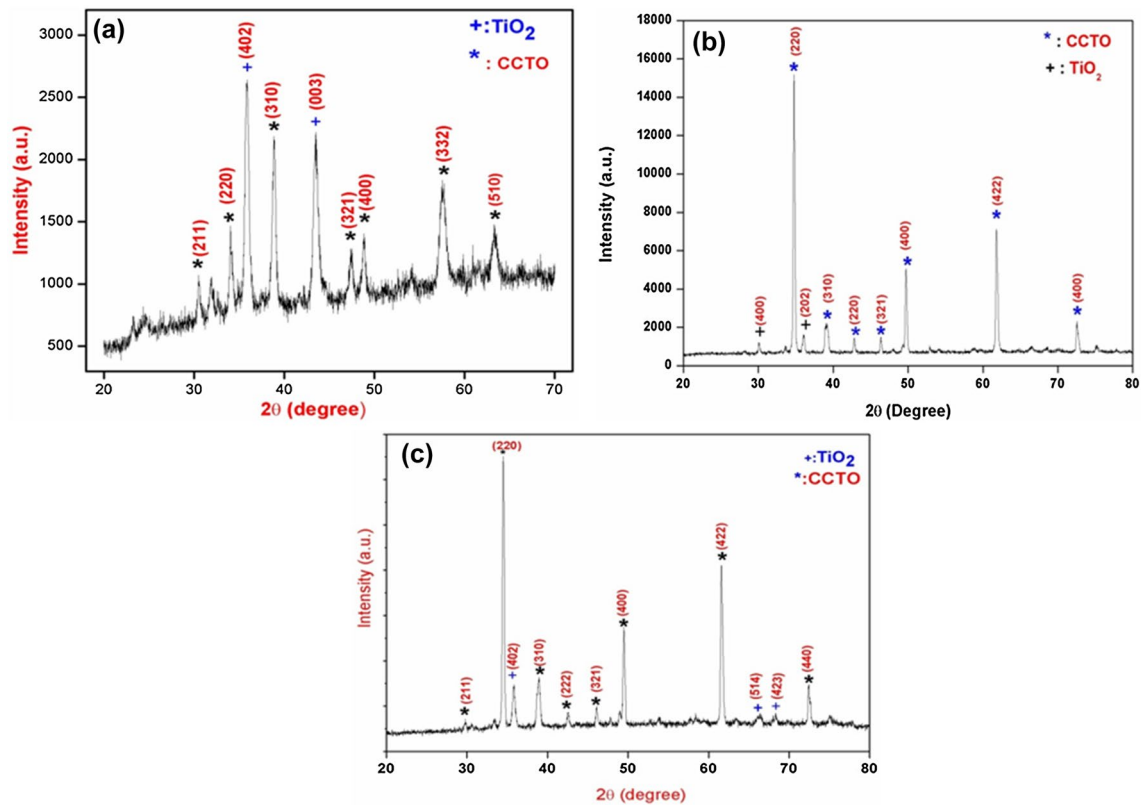 (a)
+:TiO2
* : CCTO
3000
2500
2000
1500
1000
500
Intensity (a.u.)
(211)
(220)
(402)
(310)
(003)
(321)
(400)
(332)
(510)
20 30 40 50 60 70
2θ (degree)
(b)
* : CCTO
+ : TiO2
18000
16000
14000
12000
10000
8000
6000
4000
2000
0
Intensity (a.u.)
(400)
(220)
(202)
(310)
(220)
(321)
(400)
(422)
(400)
20 30 40 50 60 70 80
2θ (Degree)
(c)
+:TiO2
*:CCTO
Intensity (a.u.)
(211)
(220)
(402)
(310)
(222)
(321)
(400)
(422)
(514)
(423)
(440)
20 30 40 50 60 70 80
2θ (degree)